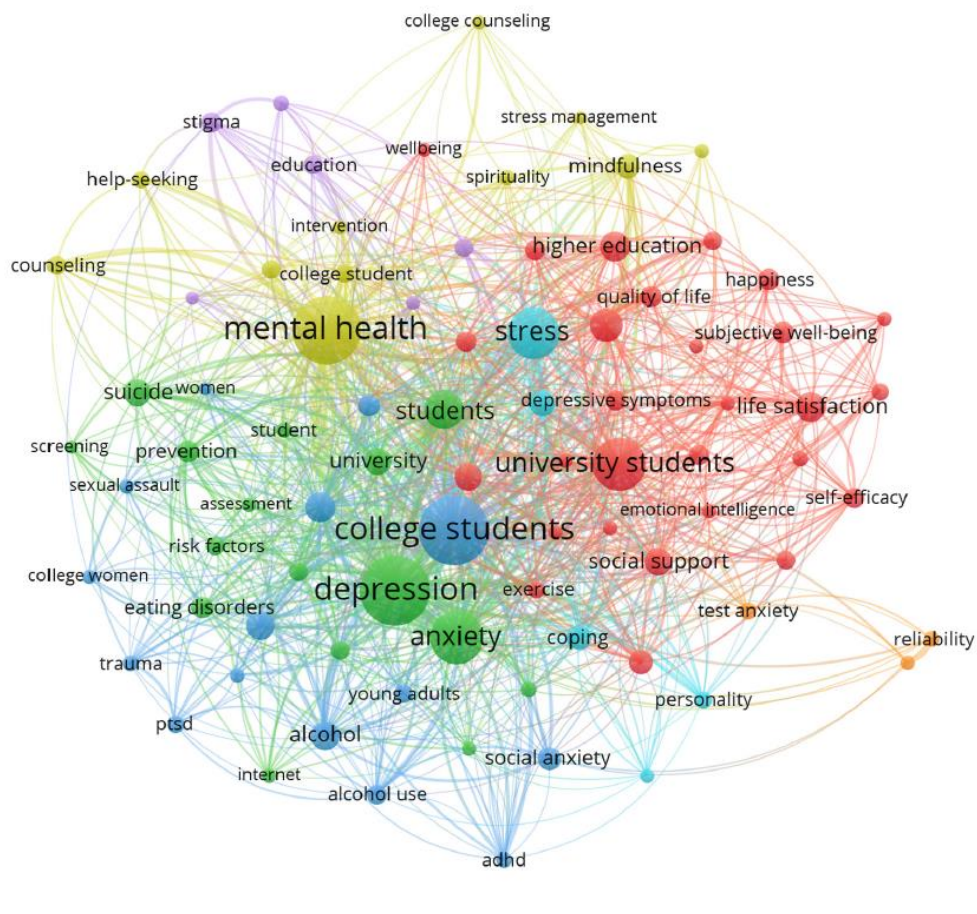 college counseling
stress management
stigma
wellbeing
education
mindfulness
help-seeking
spirituality
intervention
higher education
counseling
college student
happiness
quality of life
mental health
stress
subjective well-being
suicide
women
depressive symptoms
life satisfaction
students
student
screening
prevention
university
university students
sexual assault
self-efficacy
assessment
emotional intelligence
college students
risk factors
social support
college women
depression
exercise
eating disorders
test anxiety
anxiety
coping
reliability
trauma
young adults
personality
ptsd
alcohol
social anxiety
internet
alcohol use
adhd